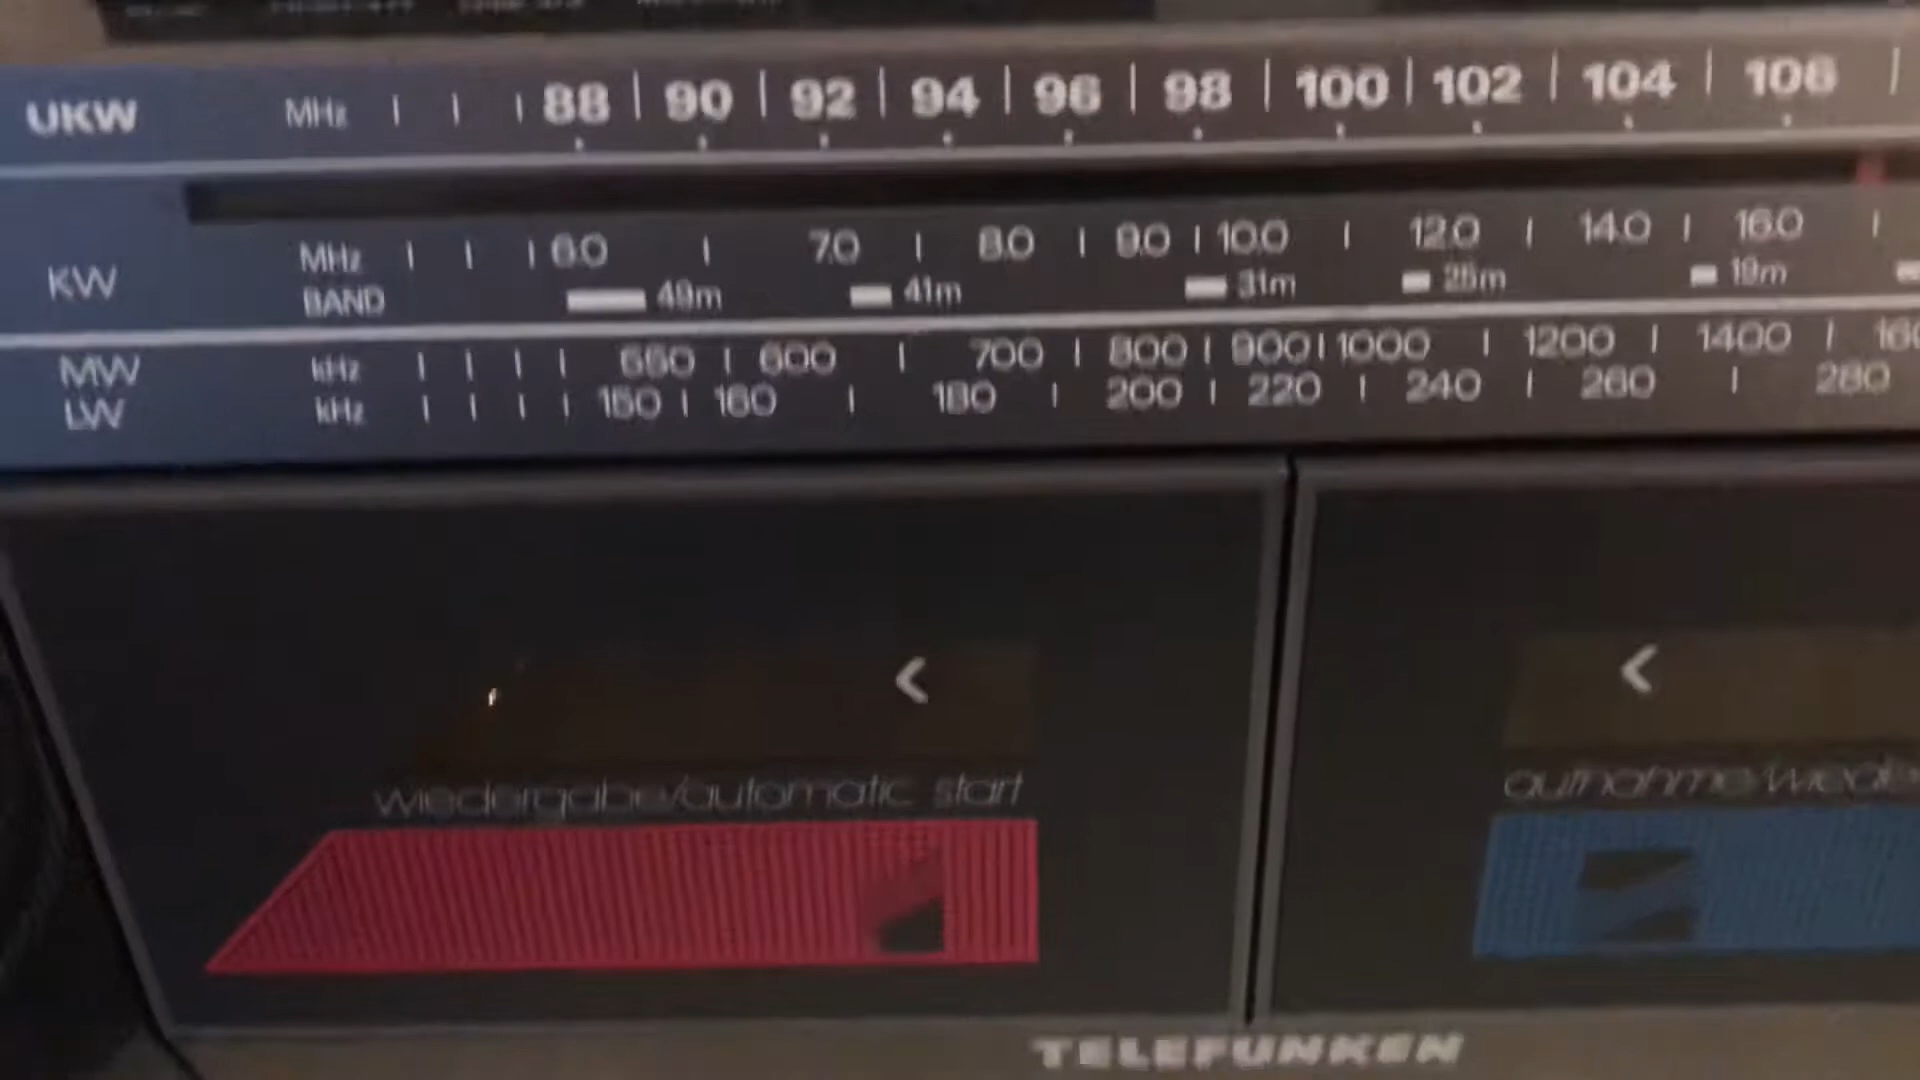 UKW MHz 88 90 92 94 96 98 100 102 104 106
KW MHz 6.0 7.0 8.0 9.0 10.0 12.0 14.0 16.0
BAND 49m 41m 31m 25m 19m
MW kHz 550 600 700 800 900 1000 1200 1400
LW kHz 150 160 180 200 220 240 260 280
wiedergabe/automatic start
aufnahme/wieder
TELEFUNKEN